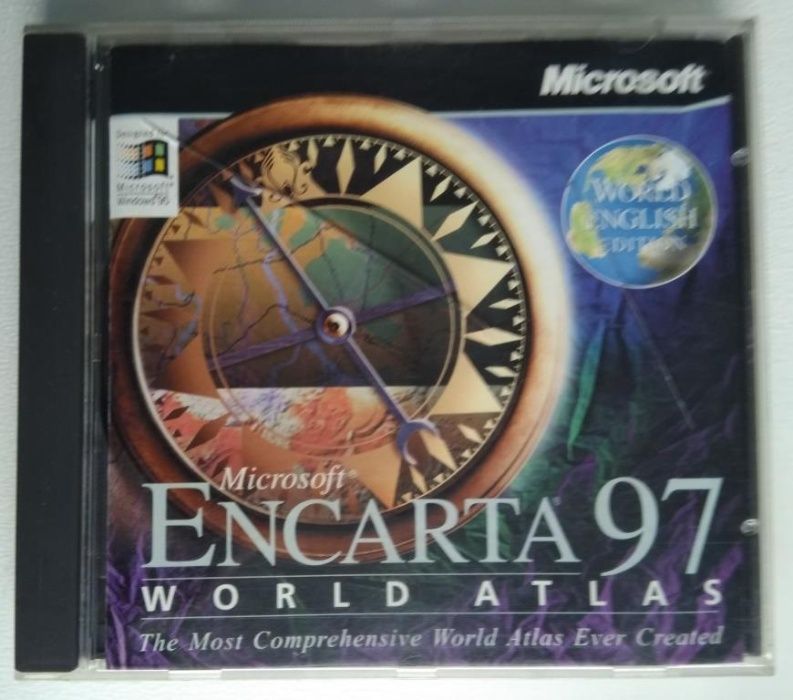 Microsoft
Designed for
Microsoft
Windows 95
WORLD
ENGLISH
EDITION
Microsoft®
ENCARTA® 97
WORLD ATLAS
The Most Comprehensive World Atlas Ever Created